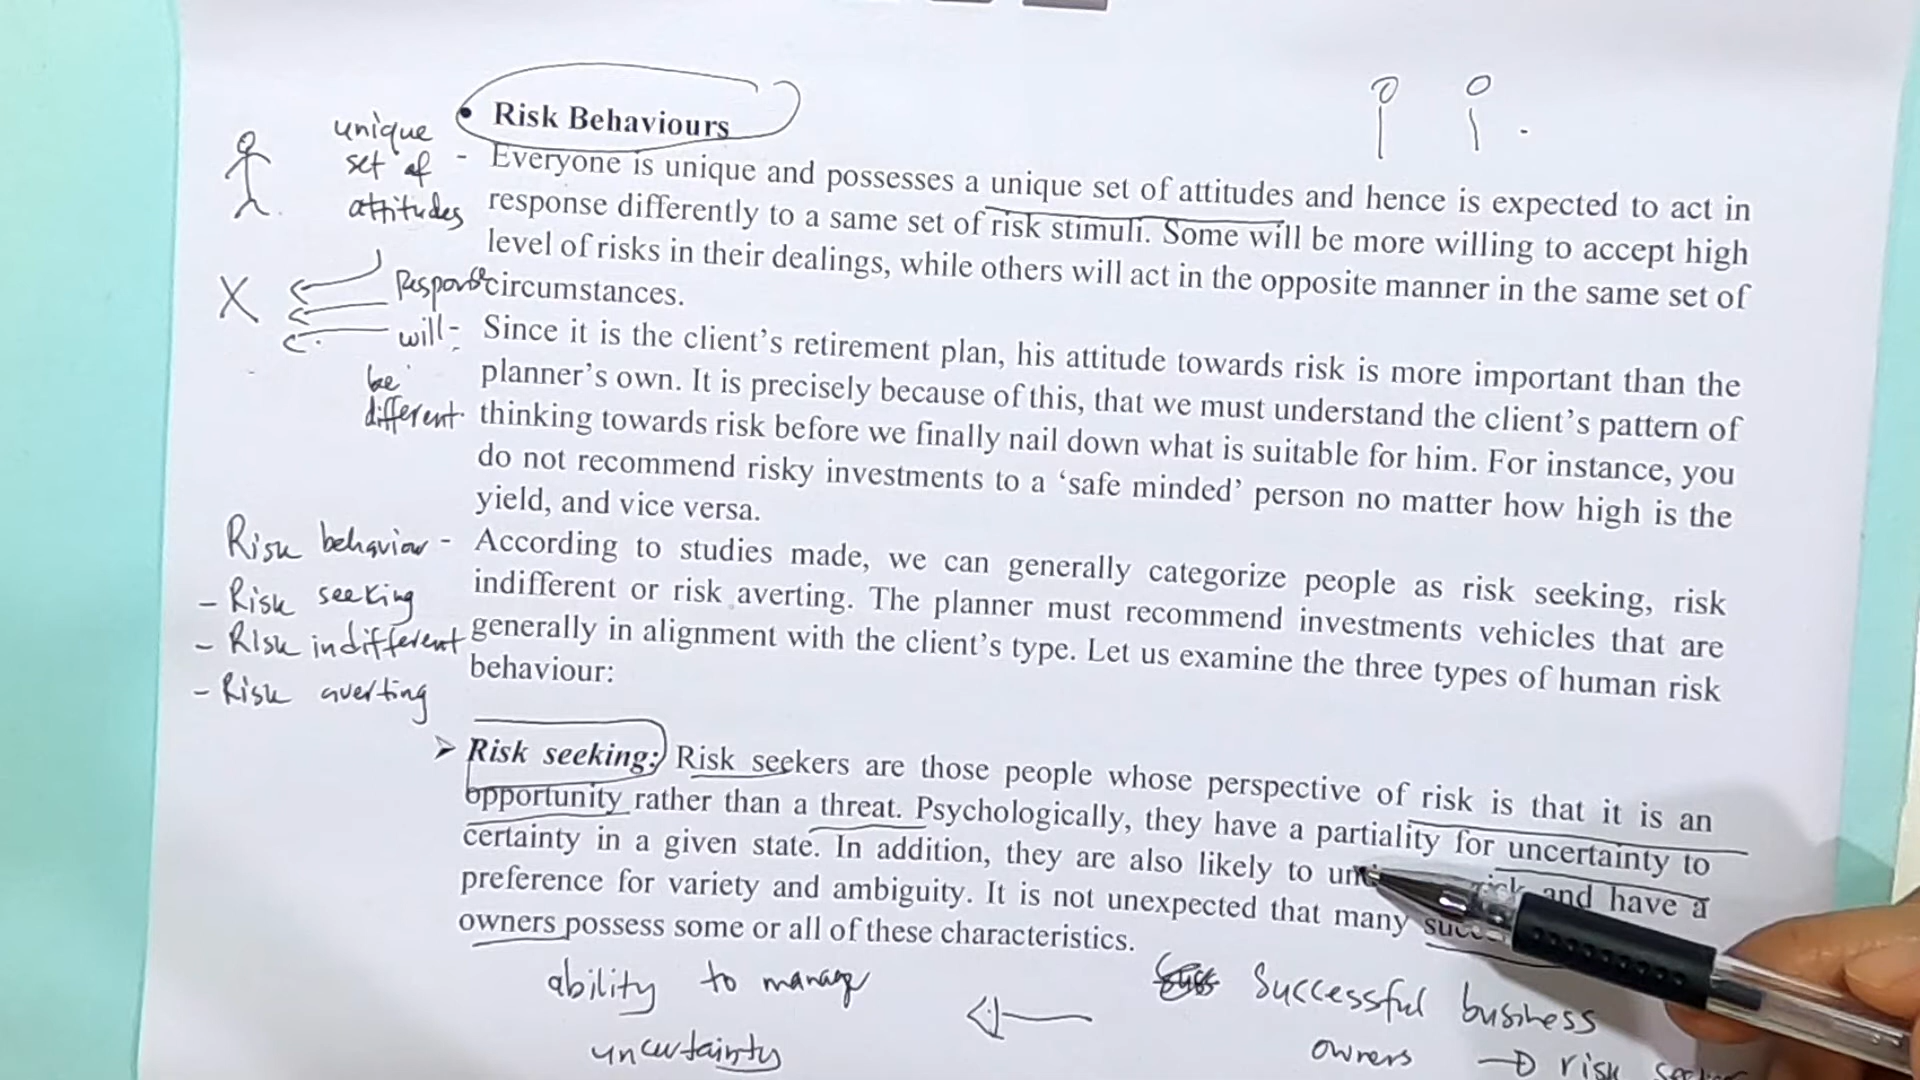 • Risk Behaviours
unique
set of
attitudes
- Everyone is unique and possesses a unique set of attitudes and hence is expected to act in
response differently to a same set of risk stimuli. Some will be more willing to accept high
level of risks in their dealings, while others will act in the opposite manner in the same set of
circumstances.
X
Response
will
be
different
- Since it is the client's retirement plan, his attitude towards risk is more important than the
planner's own. It is precisely because of this, that we must understand the client's pattern of
thinking towards risk before we finally nail down what is suitable for him. For instance, you
do not recommend risky investments to a 'safe minded' person no matter how high is the
yield, and vice versa.
Risk behaviour
- Risk seeking
- Risk indifferent
- Risk averting
- According to studies made, we can generally categorize people as risk seeking, risk
indifferent or risk averting. The planner must recommend investments vehicles that are
generally in alignment with the client's type. Let us examine the three types of human risk
behaviour:
➢ Risk seeking: Risk seekers are those people whose perspective of risk is that it is an
opportunity rather than a threat. Psychologically, they have a partiality for uncertainty to
certainty in a given state. In addition, they are also likely to risk and have a
preference for variety and ambiguity. It is not unexpected that many
owners possess some or all of these characteristics.
ability to manage
uncertainty
Successful business
owners → risk